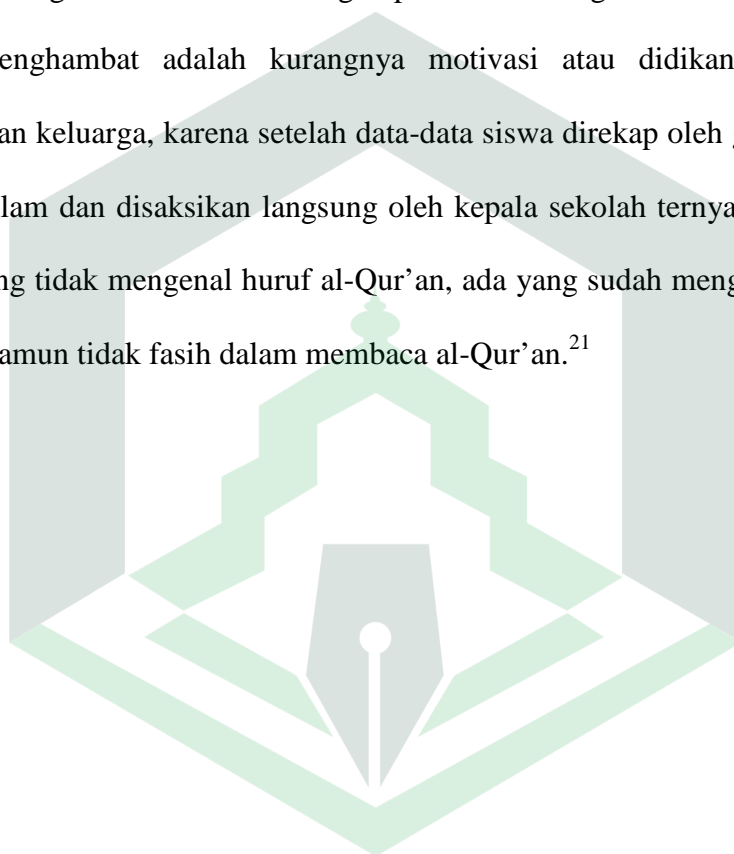 enghambat adalah kurangnya motivasi atau didikan
an keluarga, karena setelah data-data siswa direkap oleh
lam dan disaksikan langsung oleh kepala sekolah ternya
ng tidak mengenal huruf al-Qur’an, ada yang sudah meng
amun tidak fasih dalam membaca al-Qur’an.21